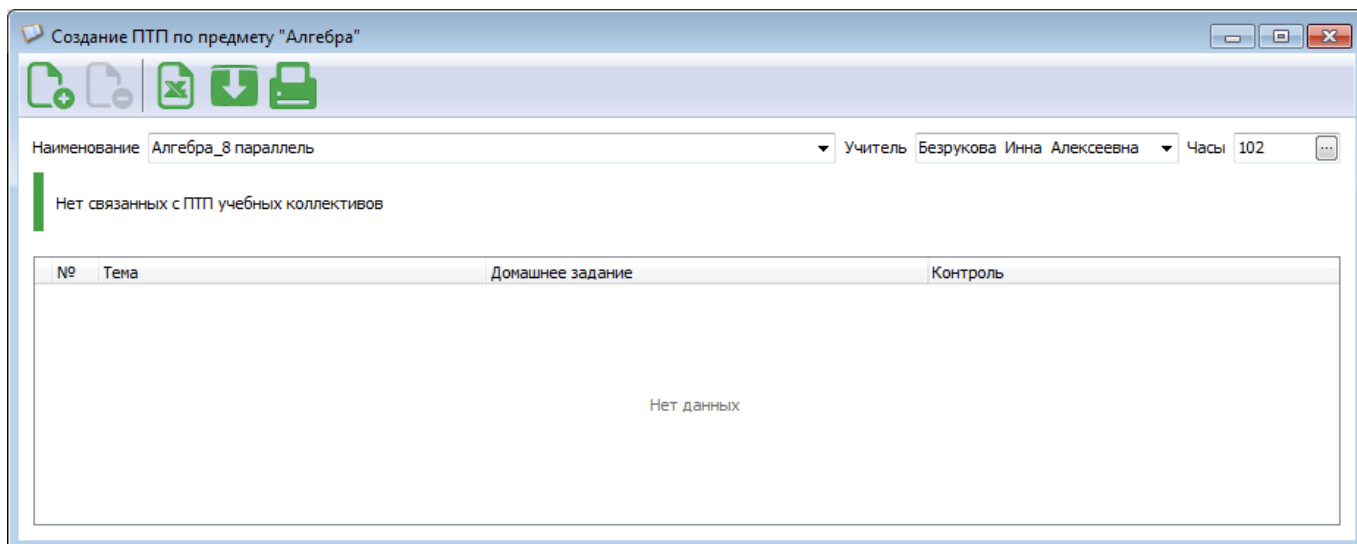 Создание ПТП по предмету "Алгебра"
Наименование Алгебра_8 параллель Учитель Безрукова Инна Алексеевна Часы 102 ...
Нет связанных с ПТП учебных коллективов
№ Тема Домашнее задание Контроль
Нет данных